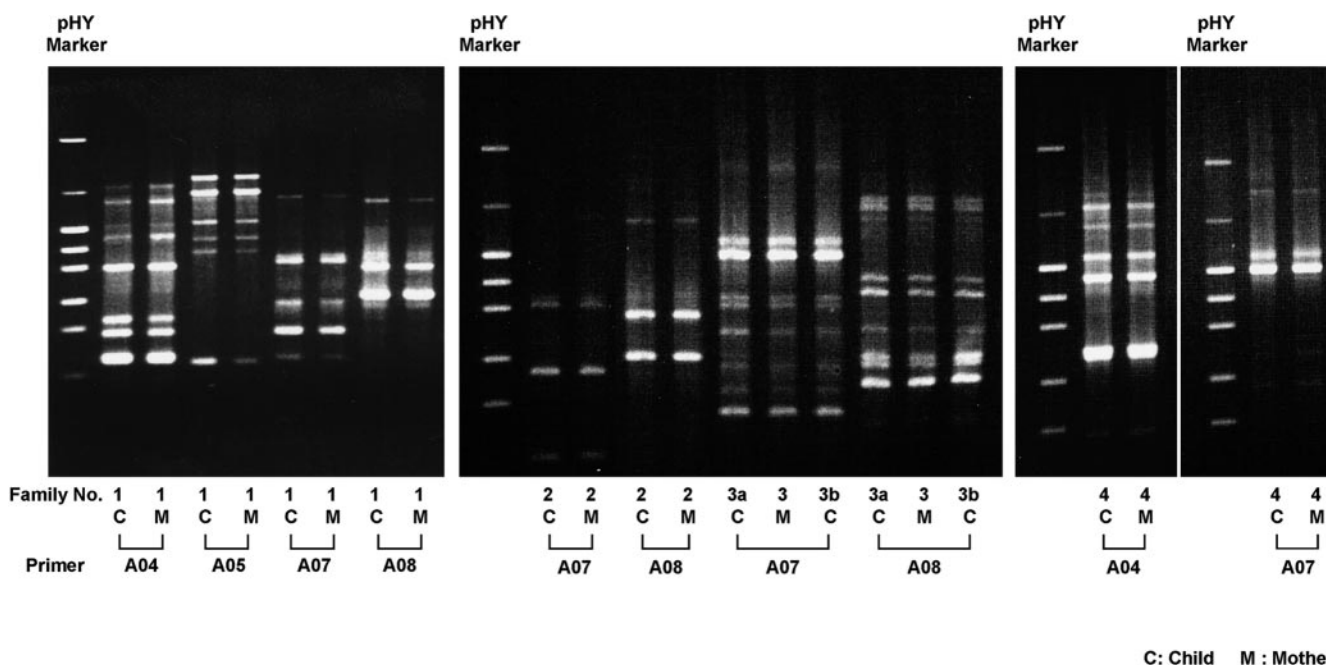 pHY Marker pHY Marker pHY Marker pHY Marker
Family No. 1 1 1 1 1 1 1 1 2 2 2 2 3a 3 3b 3a 3 3b 4 4 4 4
C M C M C M C M C M C M C M C C M C C M C M
Primer A04 A05 A07 A08 A07 A08 A07 A08 A04 A07
C: Child M : Mothe